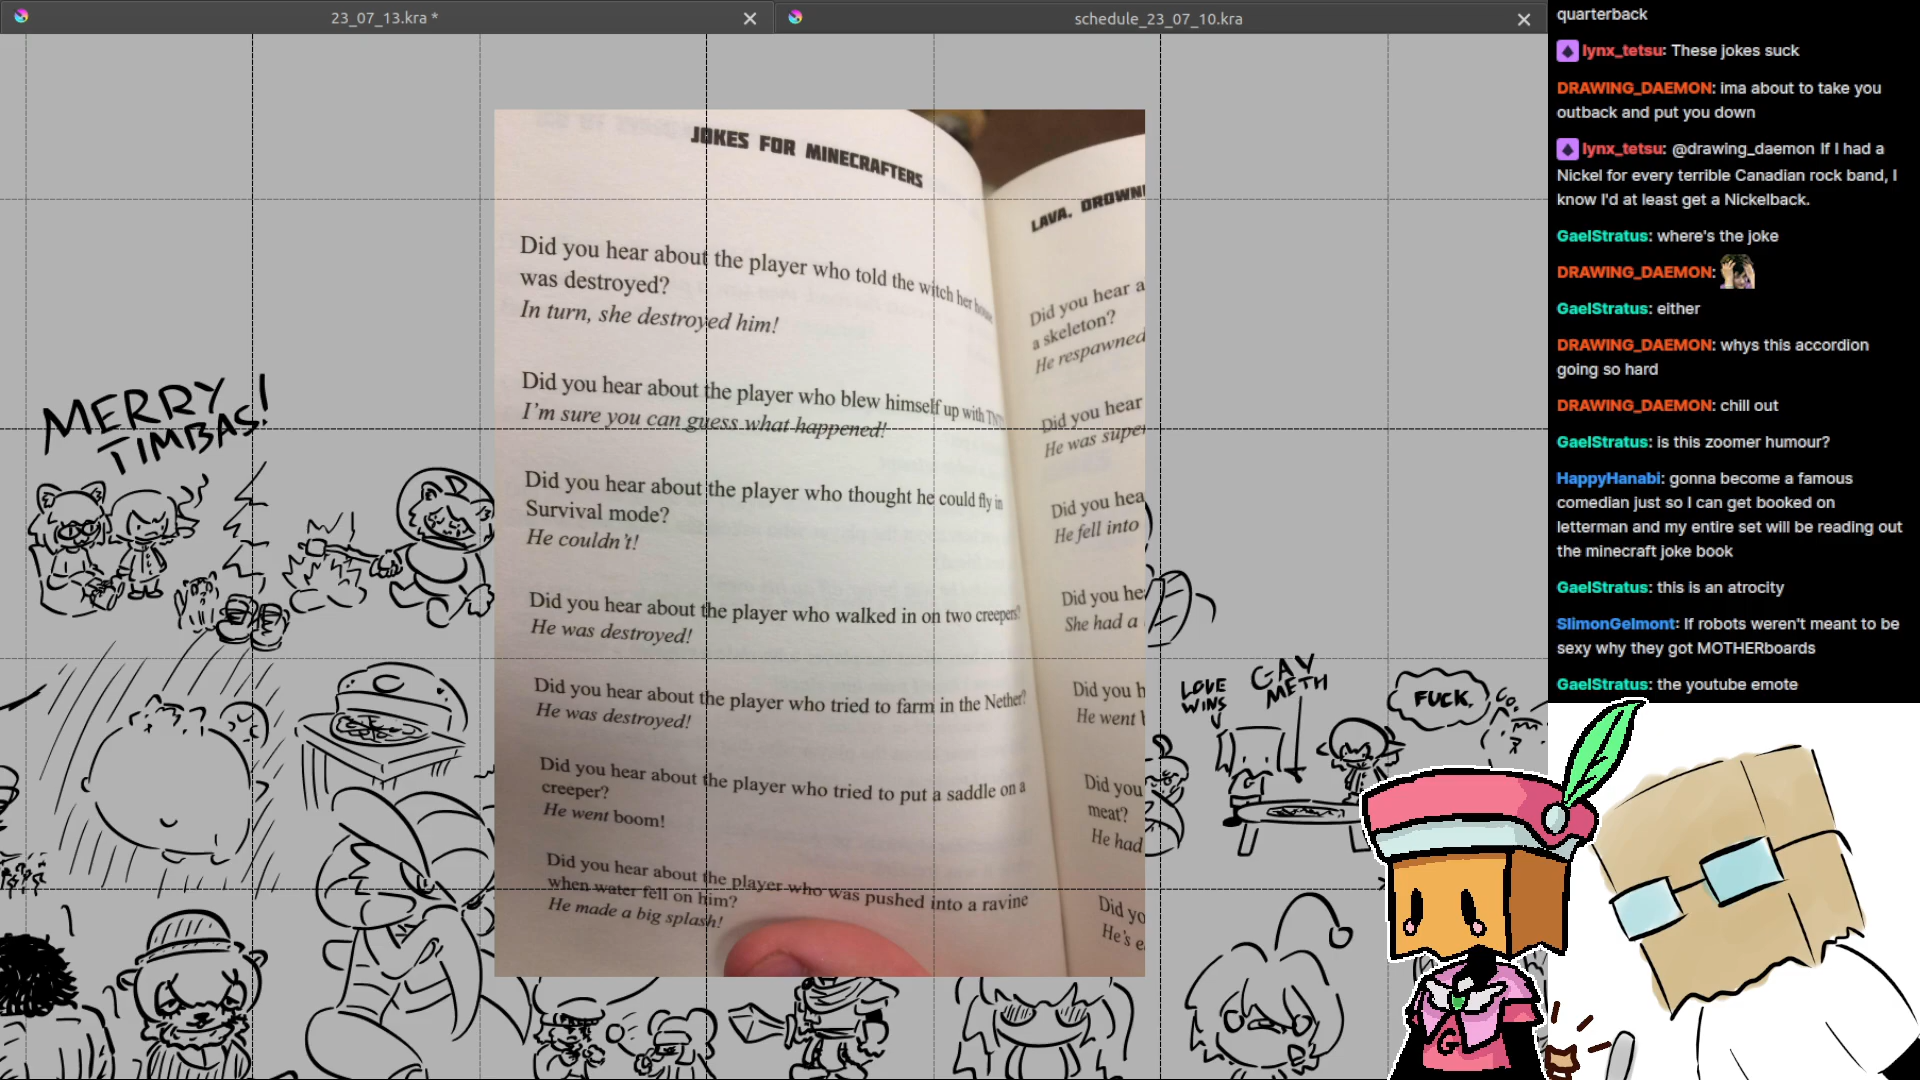 23_07_13.kra *
schedule_23_07_10.kra
JOKES FOR MINECRAFTERS
Did you hear about the player who told the witch her house
was destroyed?
In turn, she destroyed him!
Did you hear about the player who blew himself up with TNT?
I'm sure you can guess what happened!
Did you hear about the player who thought he could fly in
Survival mode?
He couldn't!
Did you hear about the player who walked in on two creepers?
He was destroyed!
Did you hear about the player who tried to farm in the Nether?
He was destroyed!
Did you hear about the player who tried to put a saddle on a
creeper?
He went boom!
Did you hear about the player who was pushed into a ravine
when water fell on him?
He made a big splash!
LAVA, DROWN
Did you hear a
a skeleton?
He respawned
Did you hear
He was super
Did you hea
He fell into
Did you he
She had a
Did you h
He went
Did you
meat?
He had
Did yo
He's e
MERRY
TIMBAS!
LOVE
WINS
GAY
METH
FUCK.
G
quarterback
lynx_tetsu: These jokes suck
DRAWING_DAEMON: ima about to take you
outback and put you down
lynx_tetsu: @drawing_daemon If I had a
Nickel for every terrible Canadian rock band, I
know I'd at least get a Nickelback.
GaelStratus: where's the joke
DRAWING_DAEMON:
GaelStratus: either
DRAWING_DAEMON: whys this accordion
going so hard
DRAWING_DAEMON: chill out
GaelStratus: is this zoomer humour?
HappyHanabi: gonna become a famous
comedian just so I can get booked on
letterman and my entire set will be reading out
the minecraft joke book
GaelStratus: this is an atrocity
SlimonGelmont: If robots weren't meant to be
sexy why they got MOTHERboards
GaelStratus: the youtube emote